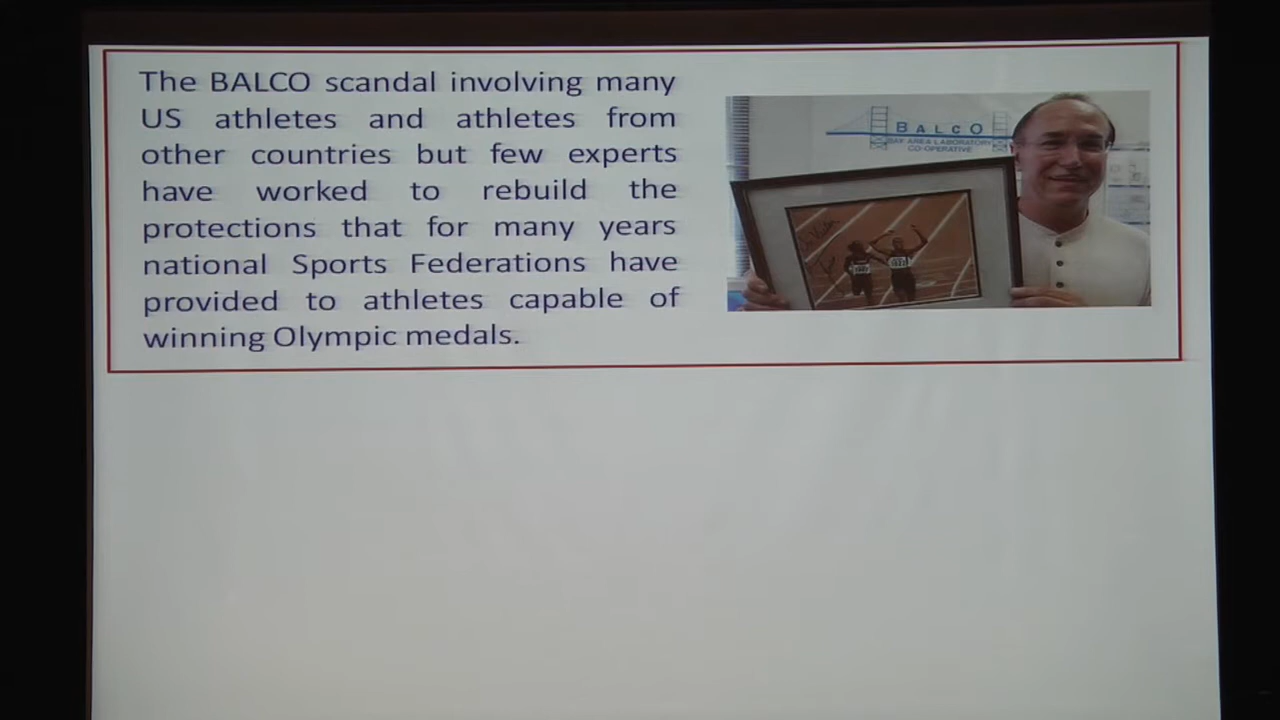 The BALCO scandal involving many
US athletes and athletes from
other countries but few experts
have worked to rebuild the
protections that for many years
national Sports Federations have
provided to athletes capable of
winning Olympic medals.
BALCO
BAY AREA LABORATORY
CO-OPERATIVE